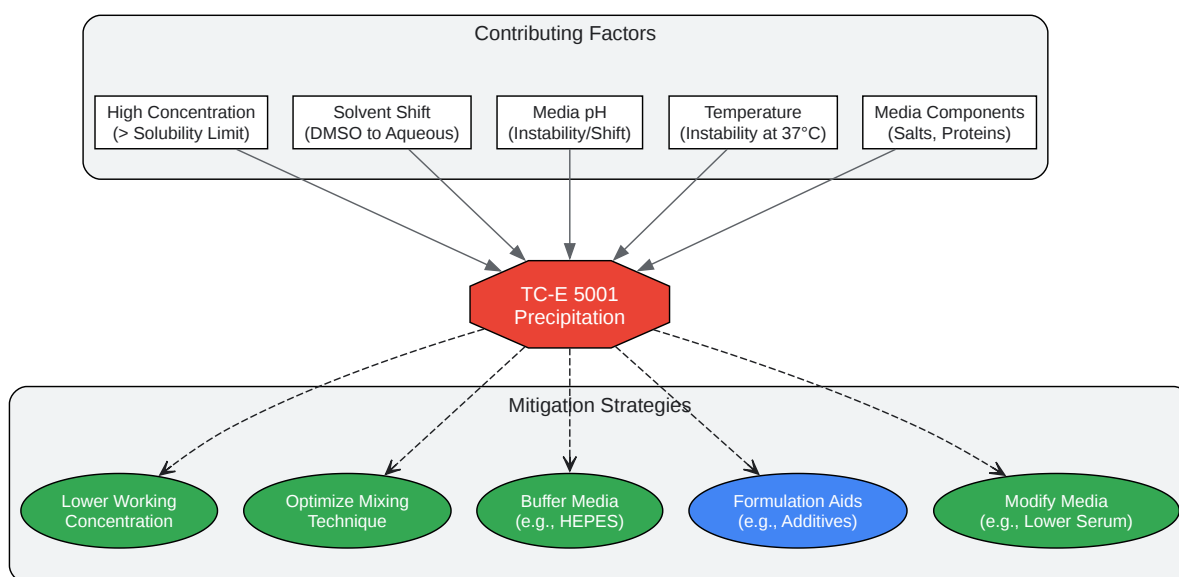 Contributing Factors
High Concentration
(> Solubility Limit)
Solvent Shift
(DMSO to Aqueous)
Media pH
(Instability/Shift)
Temperature
(Instability at 37°C)
Media Components
(Salts, Proteins)
TC-E 5001
Precipitation
Mitigation Strategies
Lower Working
Concentration
Optimize Mixing
Technique
Buffer Media
(e.g., HEPES)
Formulation Aids
(e.g., Additives)
Modify Media
(e.g., Lower Serum)